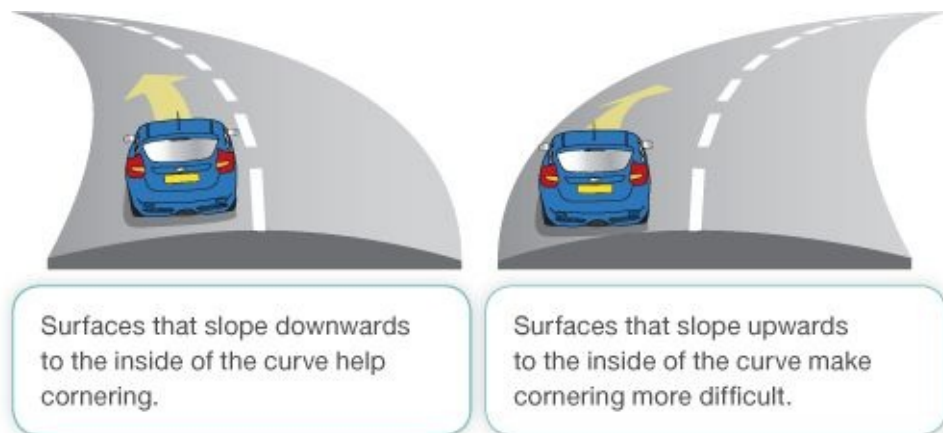 Surfaces that slope downwards
to the inside of the curve help
cornering.
Surfaces that slope upwards
to the inside of the curve make
cornering more difficult.